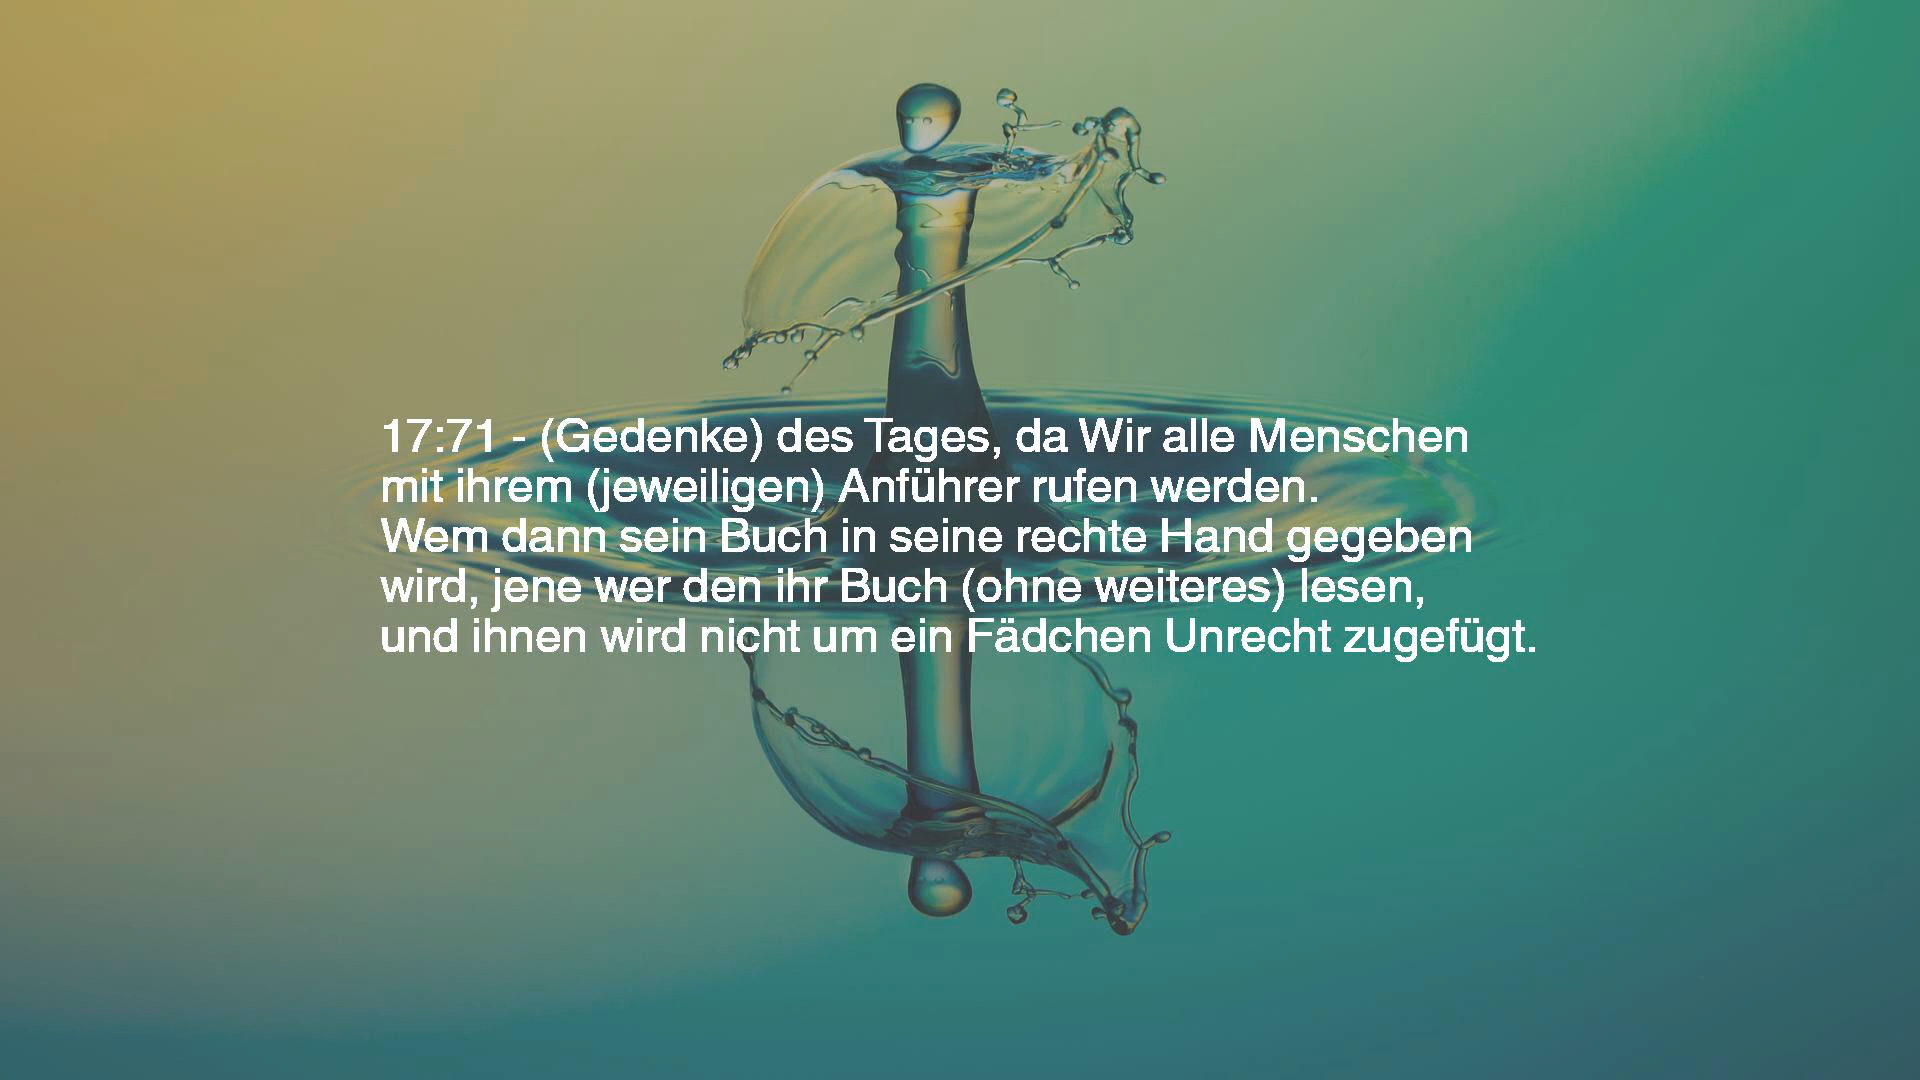 17:71 - (Gedenke) des Tages, da Wir alle Menschen
mit ihrem (jeweiligen) Anführer rufen werden.
Wem dann sein Buch in seine rechte Hand gegeben
wird, jene wer den ihr Buch (ohne weiteres) lesen,
und ihnen wird nicht um ein Fädchen Unrecht zugefügt.